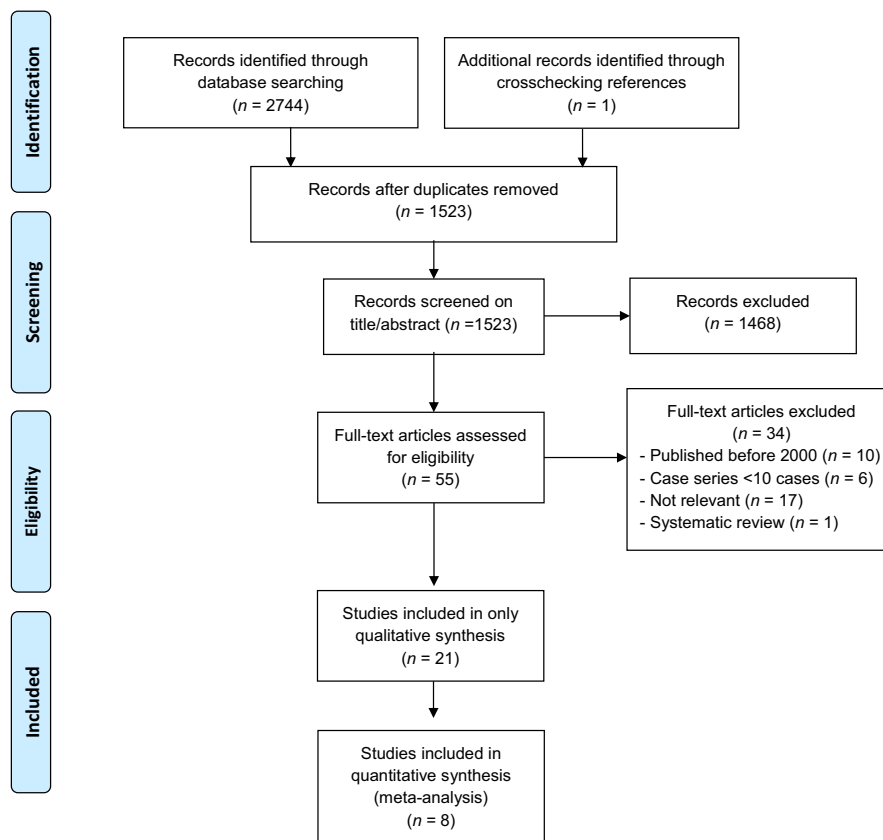 Identification
Records identified through
database searching
(n = 2744)
Additional records identified through
crosschecking references
(n = 1)
Records after duplicates removed
(n = 1523)
Screening
Records screened on
title/abstract (n =1523)
Records excluded
(n = 1468)
Eligibility
Full-text articles assessed
for eligibility
(n = 55)
Full-text articles excluded
(n = 34)
- Published before 2000 (n = 10)
- Case series <10 cases (n = 6)
- Not relevant (n = 17)
- Systematic review (n = 1)
Included
Studies included in only
qualitative synthesis
(n = 21)
Studies included in
quantitative synthesis
(meta-analysis)
(n = 8)